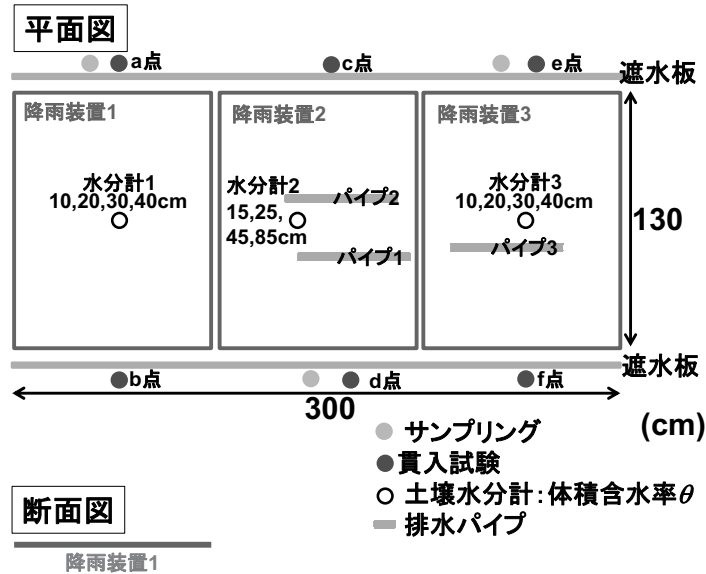 平面図
a点
c点
e点
遮水板
降雨装置1
降雨装置2
降雨装置3
水分計1
10,20,30,40cm
水分計2
15,25,
45,85cm
パイプ2
パイプ1
水分計3
10,20,30,40cm
パイプ3
130
遮水板
b点
d点
f点
300
(cm)
サンプリング
貫入試験
土壌水分計:体積含水率θ
排水パイプ
断面図
降雨装置1